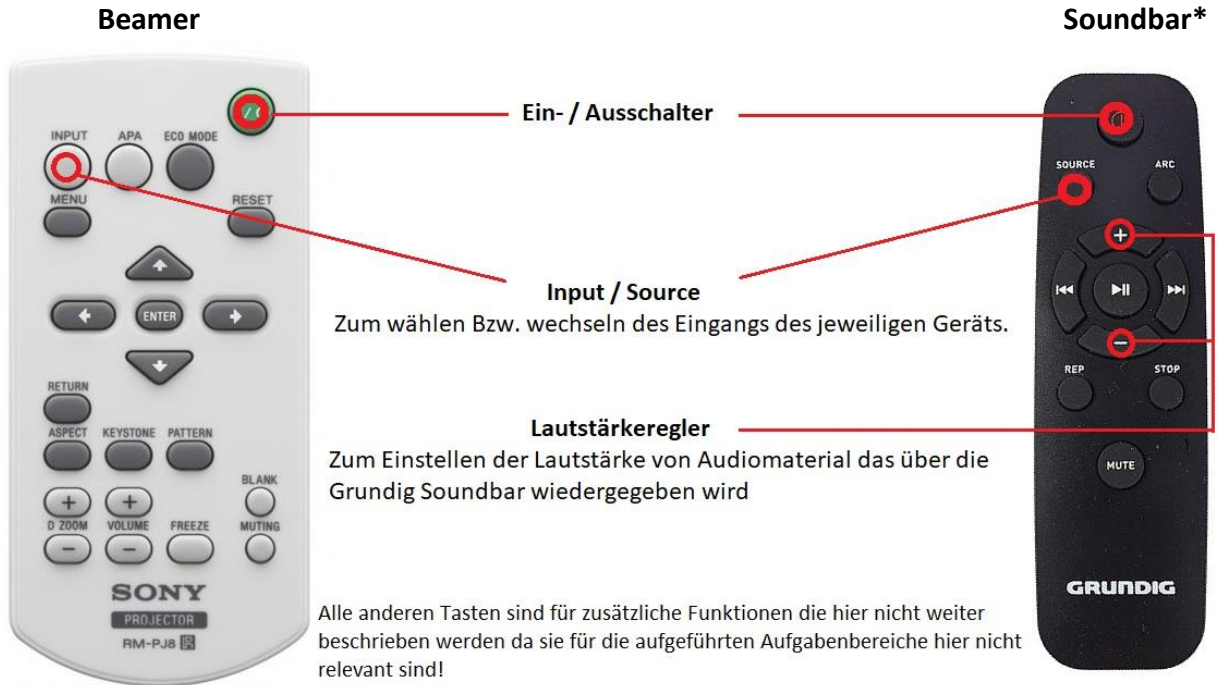 Beamer
Soundbar*
Ein- / Ausschalter
INPUT APA ECO MODE
MENU
RESET
ENTER
RETURN
ASPECT KEYSTONE PATTERN
BLANK
D ZOOM VOLUME FREEZE MUTING
SONY
PROJECTOR
RM-PJ8
SOURCE ARC
REP STOP
MUTE
GRUNDIG
Input / Source
Zum wählen Bzw. wechseln des Eingangs des jeweiligen Geräts.
Lautstärkeregler
Zum Einstellen der Lautstärke von Audiomaterial das über die
Grundig Soundbar wiedergegeben wird
Alle anderen Tasten sind für zusätzliche Funktionen die hier nicht weiter
beschrieben werden da sie für die aufgeführten Aufgabenbereiche hier nicht
relevant sind!